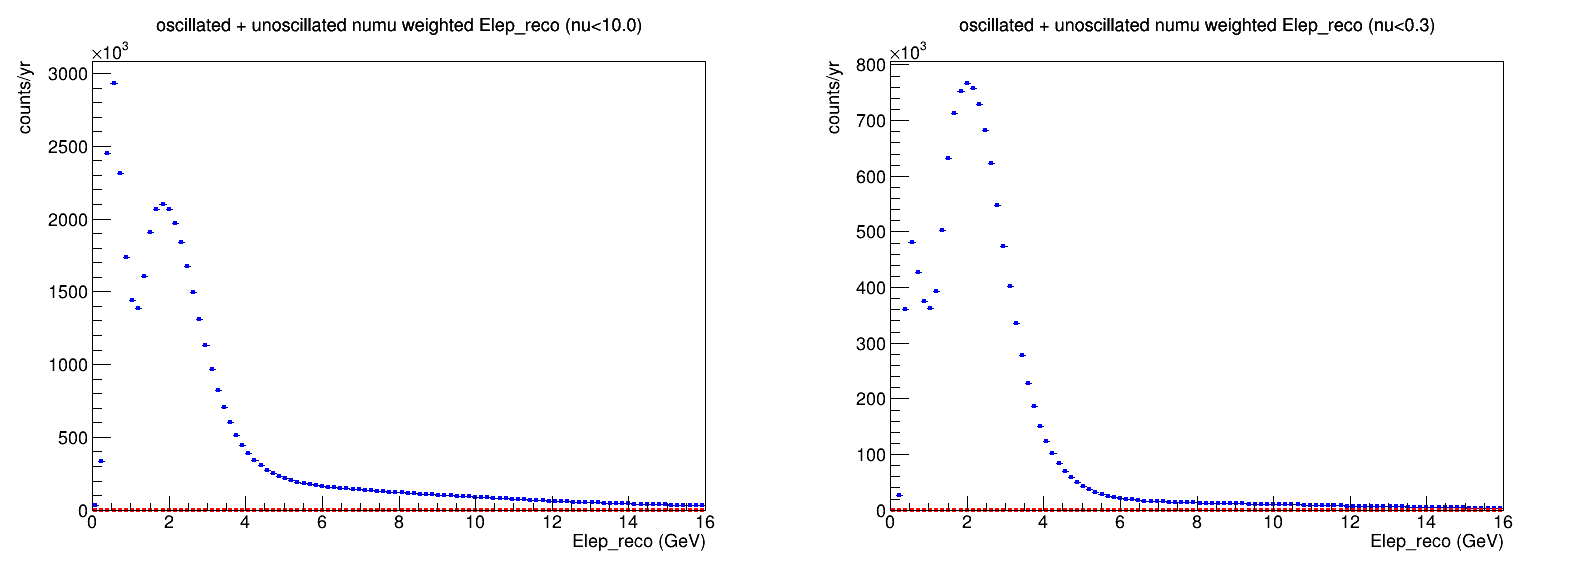 oscillated + unoscillated numu weighted Elep_reco (nu<10.0)
×10³
counts/yr
3000
2500
2000
1500
1000
500
0
0 2 4 6 8 10 12 14 16
Elep_reco (GeV)
oscillated + unoscillated numu weighted Elep_reco (nu<0.3)
×10³
counts/yr
800
700
600
500
400
300
200
100
0
0 2 4 6 8 10 12 14 16
Elep_reco (GeV)